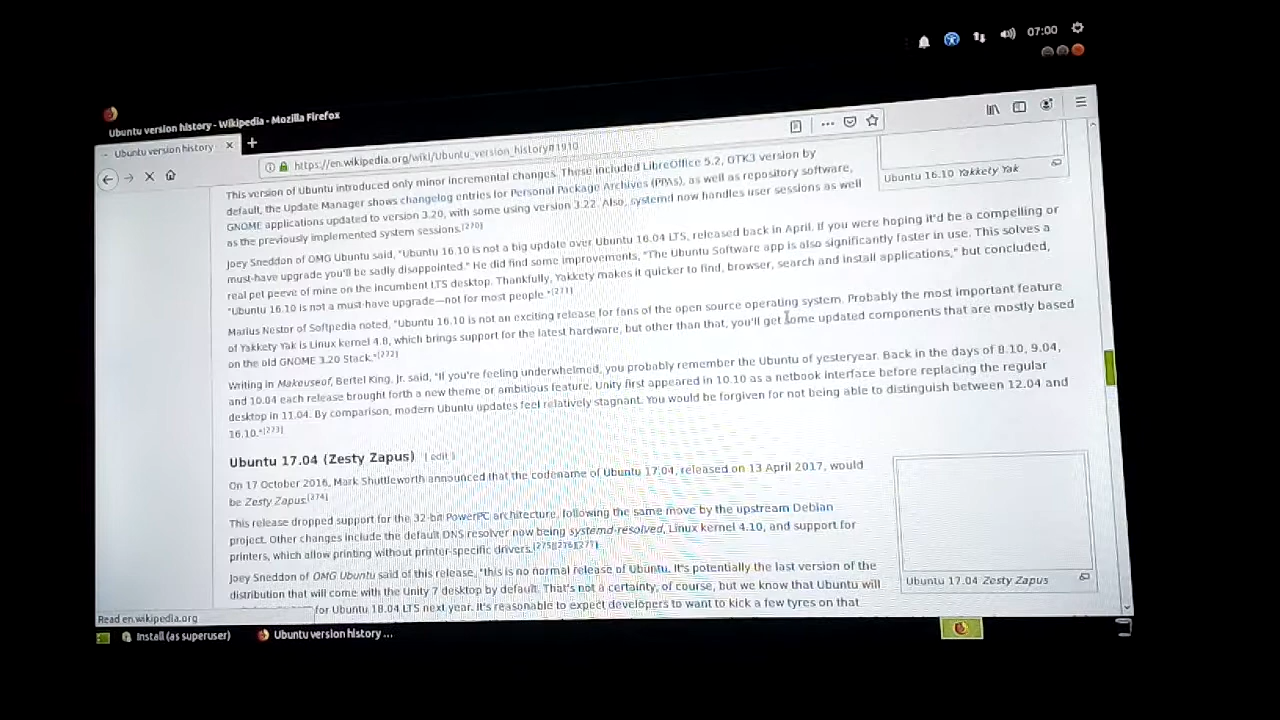 07:00
Ubuntu version history - Wikipedia - Mozilla Firefox
Ubuntu version history × +
https://en.wikipedia.org/wiki/Ubuntu_version_history#1910
This version of Ubuntu introduced only minor incremental changes. These included LibreOffice 5.2, GTK3 version by
default, the Update Manager shows changelog entries for Personal Package Archives (PPAs), as well as repository software,
GNOME applications updated to version 3.20, with some using version 3.22. Also, systemd now handles user sessions as well
as the previously implemented system sessions.[270]
Ubuntu 16.10 Yakkety Yak
Joey Sneddon of OMG Ubuntu said, "Ubuntu 16.10 is not a big update over Ubuntu 16.04 LTS, released back in April. If you were hoping it'd be a compelling or
must-have upgrade you'll be sadly disappointed." He did find some improvements, "The Ubuntu Software app is also significantly faster in use. This solves a
real pet peeve of mine on the incumbent LTS desktop. Thankfully, Yakkety makes it quicker to find, browser, search and install applications," but concluded,
"Ubuntu 16.10 is not a must-have upgrade—not for most people."[271]
Marius Nestor of Softpedia noted, "Ubuntu 16.10 is not an exciting release for fans of the open source operating system. Probably the most important feature
of Yakkety Yak is Linux kernel 4.8, which brings support for the latest hardware, but other than that, you'll get some updated components that are mostly based
on the old GNOME 3.20 Stack."[272]
Writing in Makeuseof, Bertel King, Jr. said, "If you're feeling underwhelmed, you probably remember the Ubuntu of yesteryear. Back in the days of 8.10, 9.04,
and 10.04 each release brought forth a new theme or ambitious feature. Unity first appeared in 10.10 as a netbook interface before replacing the regular
desktop in 11.04. By comparison, modern Ubuntu updates feel relatively stagnant. You would be forgiven for not being able to distinguish between 12.04 and
16.10."[273]
Ubuntu 17.04 (Zesty Zapus) [ edit ]
On 17 October 2016, Mark Shuttleworth announced that the codename of Ubuntu 17.04, released on 13 April 2017, would
be Zesty Zapus.[274]
This release dropped support for the 32-bit PowerPC architecture, following the same move by the upstream Debian
project. Other changes include the default DNS resolver now being systemd-resolved, Linux kernel 4.10, and support for
printers, which allow printing without printer-specific drivers.[275][276][277]
Joey Sneddon of OMG Ubuntu said of this release, "this is no normal release of Ubuntu. It's potentially the last version of the
distribution that will come with the Unity 7 desktop by default. That's not a certainty, of course, but we know that Ubuntu will
for Ubuntu 18.04 LTS next year. It's reasonable to expect developers to want to kick a few tyres on that
Ubuntu 17.04 Zesty Zapus
Read en.wikipedia.org
Install (as superuser)
Ubuntu version history ...